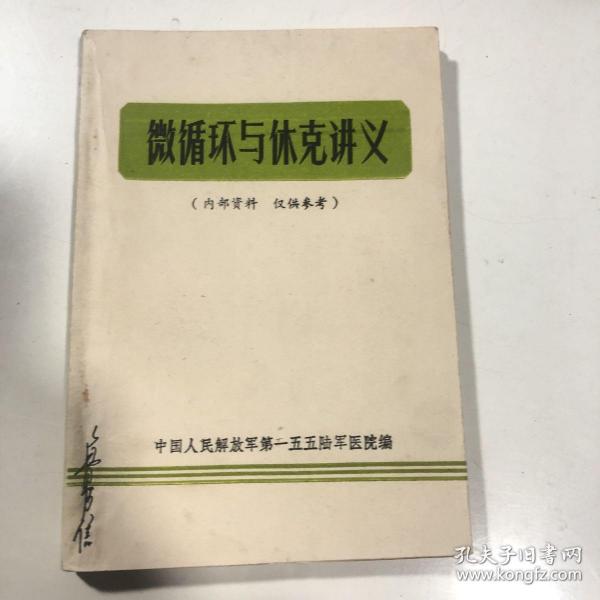 微循环与休克讲义
(内部资料 仅供参考)
中国人民解放军第一五五陆军医院编
孔夫子旧书网
www.kongfz.com